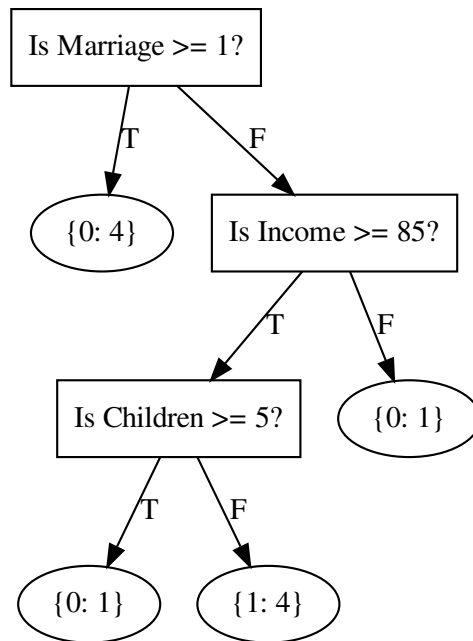 Is Marriage >= 1?
T
F
{0: 4}
Is Income >= 85?
T
F
Is Children >= 5?
{0: 1}
T
F
{0: 1}
{1: 4}